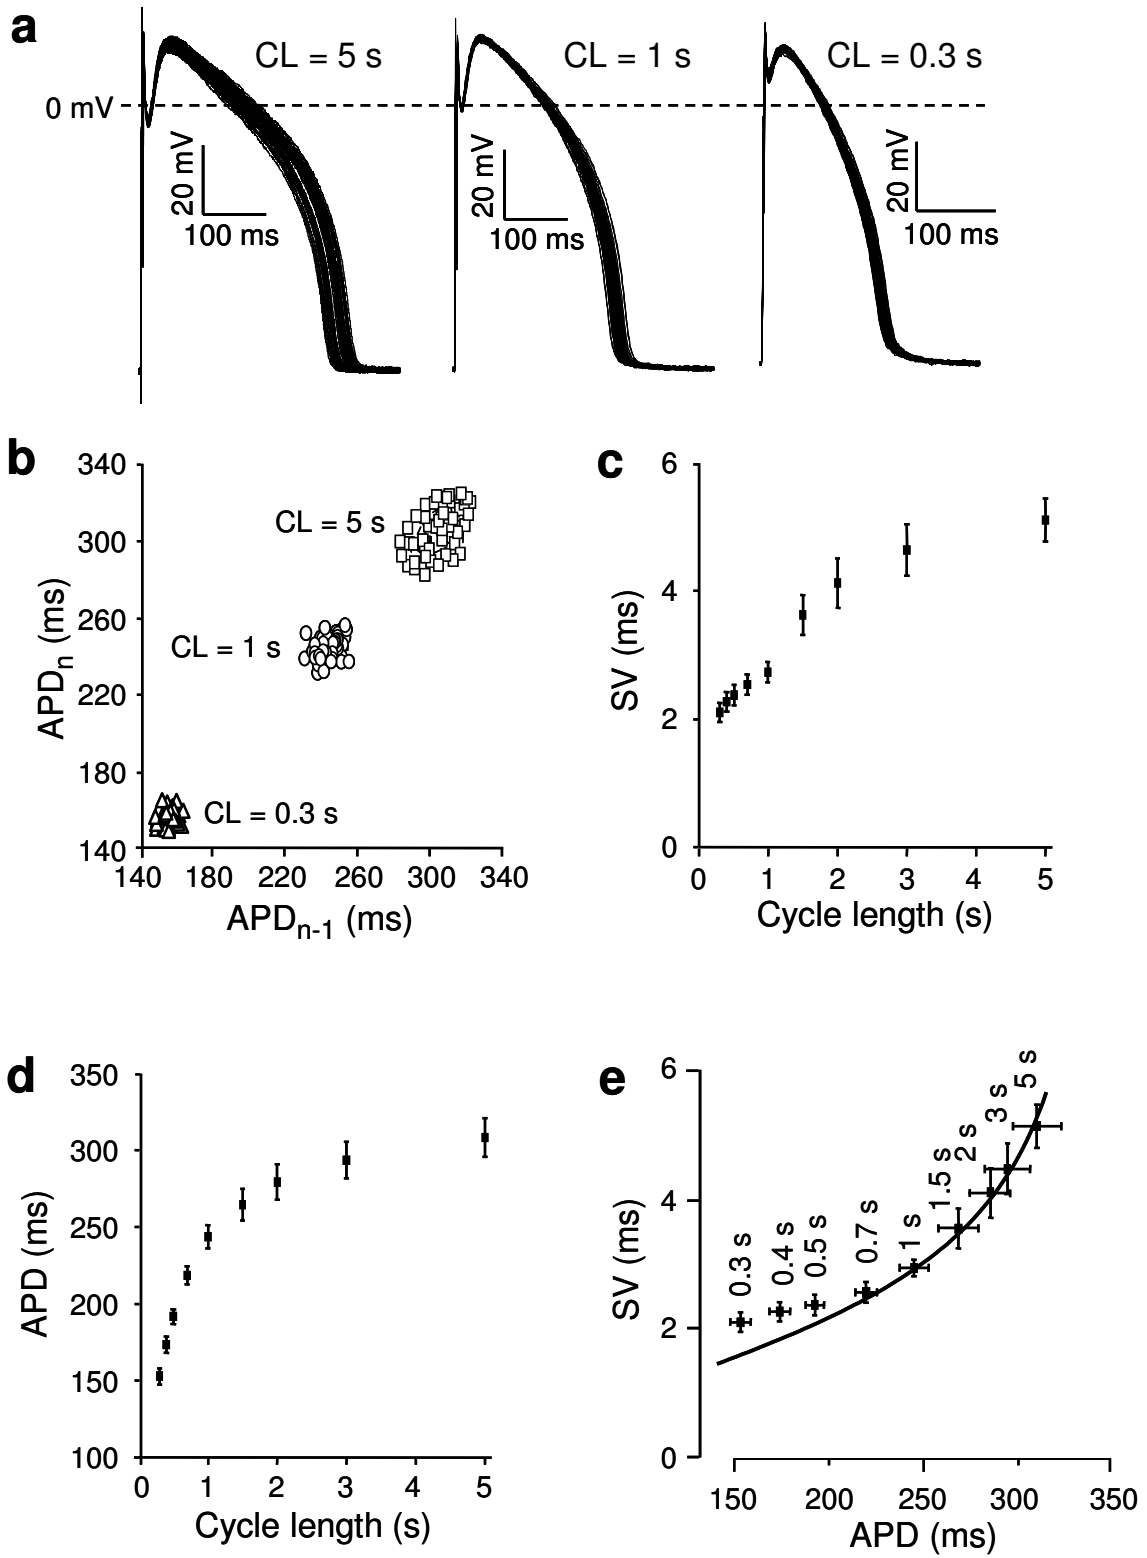 a
CL = 5 s
CL = 1 s
CL = 0.3 s
0 mV
20 mV
100 ms
20 mV
100 ms
20 mV
100 ms
b
340
300
260
220
180
140
APDn (ms)
CL = 5 s
CL = 1 s
CL = 0.3 s
140 180 220 260 300 340
APDn-1 (ms)
c
6
4
2
0
SV (ms)
0 1 2 3 4 5
Cycle length (s)
d
350
300
250
200
150
100
APD (ms)
0 1 2 3 4 5
Cycle length (s)
e
6
4
2
0
SV (ms)
0.3 s
0.4 s
0.5 s
0.7 s
1 s
1.5 s
2 s
3 s
5 s
150 200 250 300 350
APD (ms)